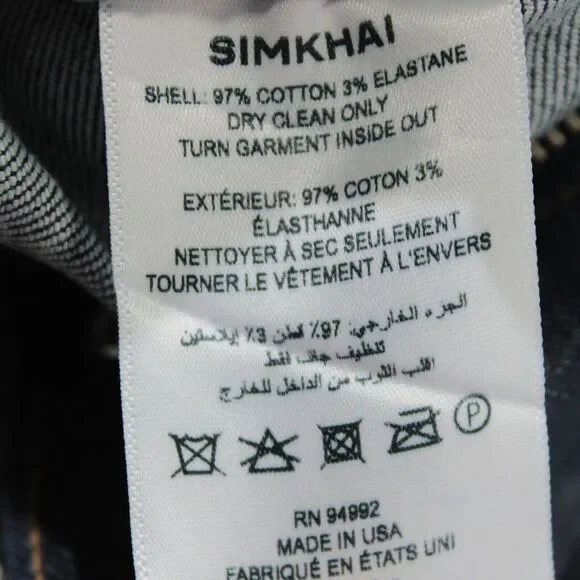 SIMKHAI
SHELL: 97% COTTON 3% ELASTANE
DRY CLEAN ONLY
TURN GARMENT INSIDE OUT
EXTÉRIEUR: 97% COTON 3%
ÉLASTHANNE
NETTOYER À SEC SEULEMENT
TOURNER LE VÊTEMENT À L'ENVERS
الجزء الخارجي: 97٪ قطن 3٪ إيلاستين
تنظيف جاف فقط
اقلب الثوب من الداخل للخارج
P
RN 94992
MADE IN USA
FABRIQUÉ EN ÉTATS UNI